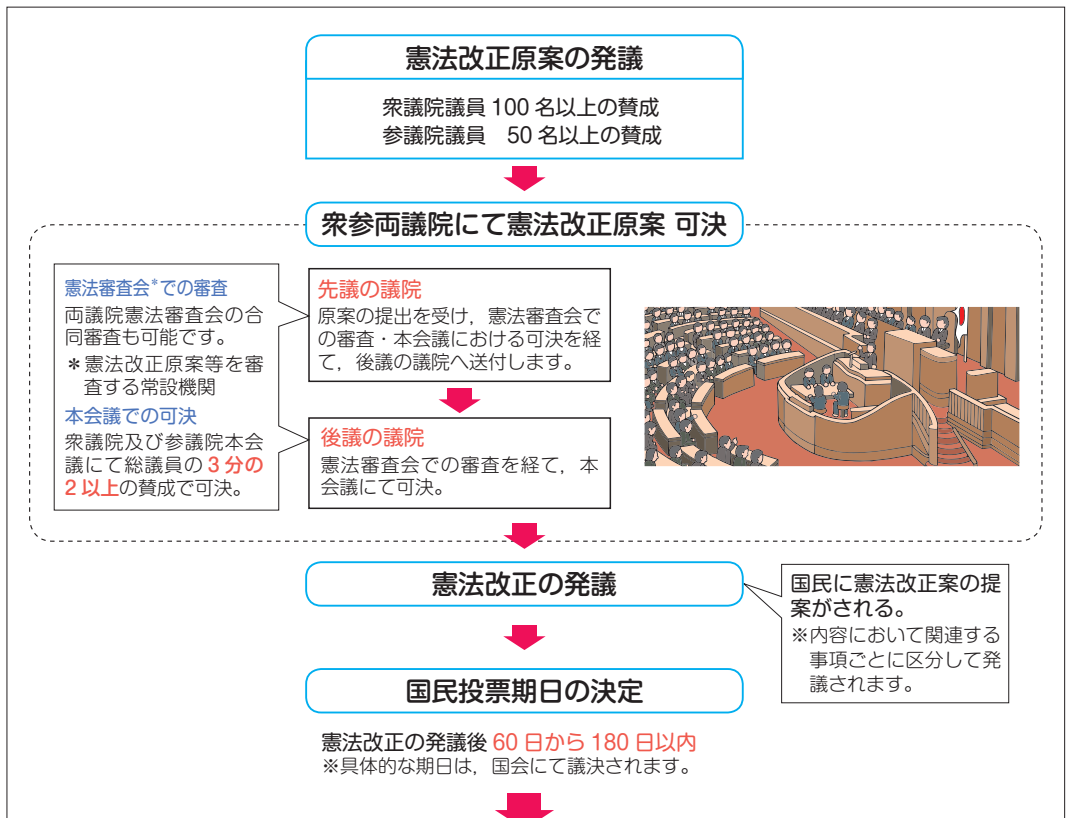 憲法改正原案の発議
衆議院議員 100 名以上の賛成
参議院議員　50 名以上の賛成
衆参両議院にて憲法改正原案 可決
憲法審査会*での審査
両議院憲法審査会の合
同審査も可能です。
＊憲法改正原案等を審
査する常設機関
本会議での可決
衆議院及び参議院本会
議にて総議員の 3 分の
2 以上の賛成で可決。
先議の議院
原案の提出を受け，憲法審査会で
の審査・本会議における可決を経
て，後議の議院へ送付します。
後議の議院
憲法審査会での審査を経て，本
会議にて可決。
憲法改正の発議
国民に憲法改正案の提
案がされる。
※内容において関連する
事項ごとに区分して発
議されます。
国民投票期日の決定
憲法改正の発議後 60 日から 180 日以内
※具体的な期日は，国会にて議決されます。